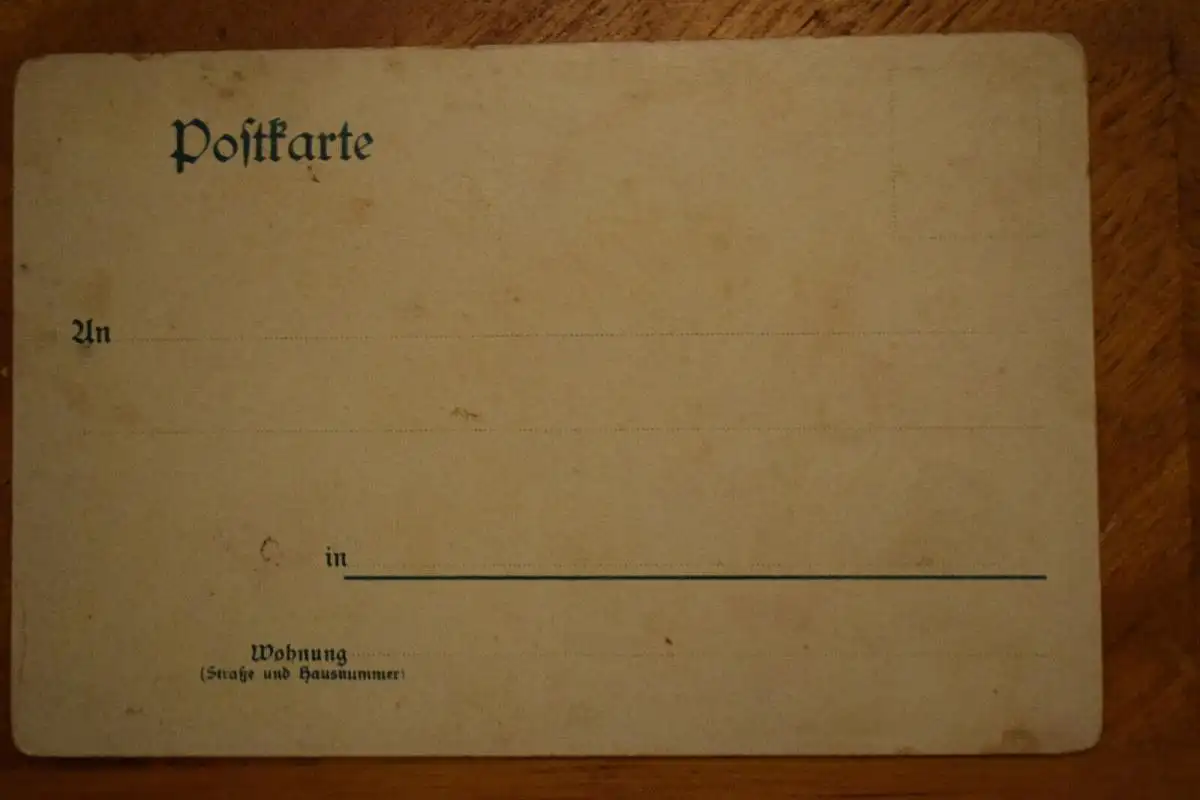 Poſtkarte
An
in
Wohnung
(Straße und Hausnummer)